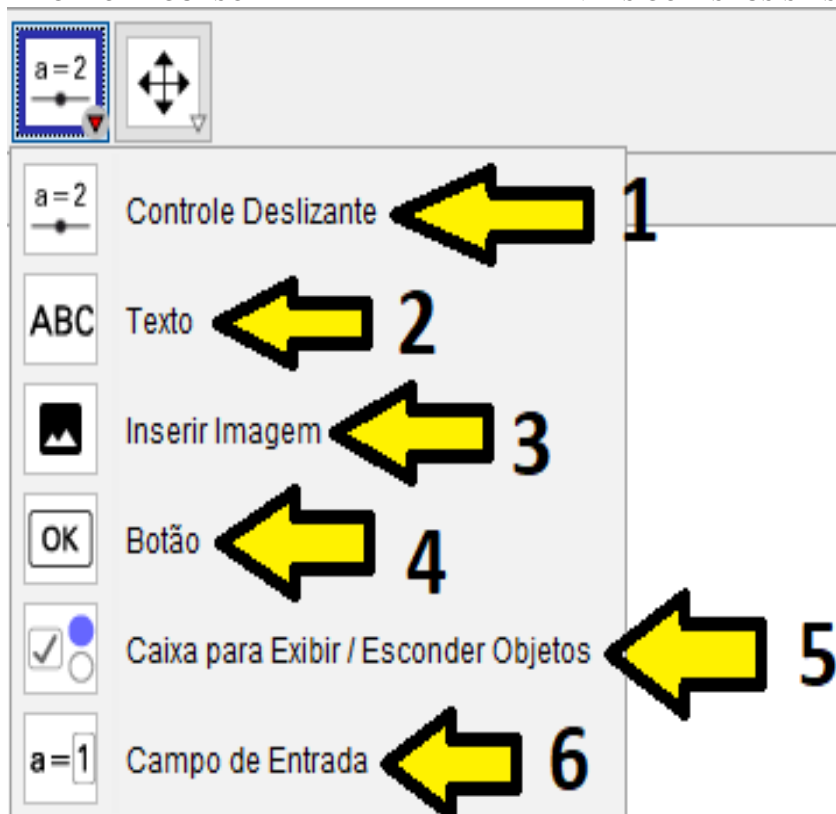 a=2
a=2
Controle Deslizante
1
ABC
Texto
2
Inserir Imagem
3
OK
Botão
4
Caixa para Exibir / Esconder Objetos
5
a=1
Campo de Entrada
6